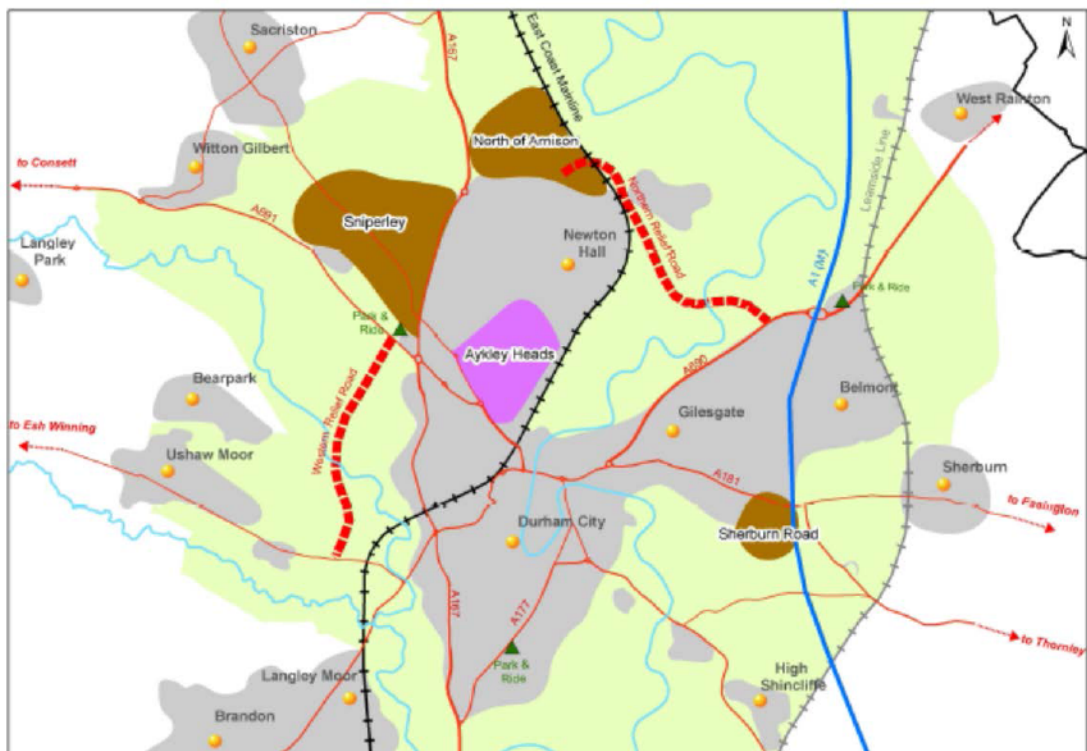 Sacriston
A167
East Coast Mainline
N
West Rainton
North of Arnison
Witton Gilbert
to Consett
Leamside Line
Sniperley
A691
Northern Relief Road
Langley
Park
Newton
Hall
A1 (M)
Park &
Ride
Park & Ride
Aykley Heads
A690
Bearpark
Western Relief Road
Belmont
Gilesgate
to Esh Winning
Ushaw Moor
Sherburn
A181
to Easington
Durham City
Sherburn Road
A167
A177
to Thornley
Park &
Ride
Langley Moor
High
Shincliffe
Brandon